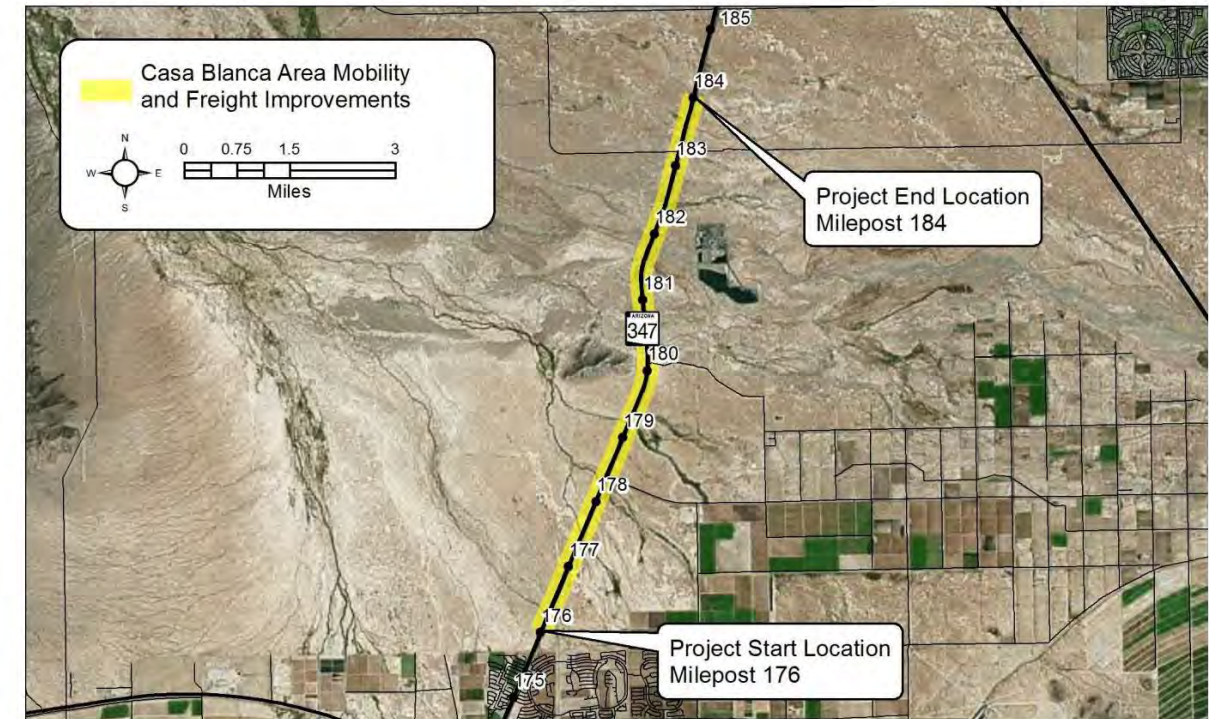 185
Casa Blanca Area Mobility
and Freight Improvements
184
N
W E
S
0 0.75 1.5 3
Miles
183
Project End Location
Milepost 184
182
181
ARIZONA
347
180
179
178
177
176
Project Start Location
Milepost 176
175